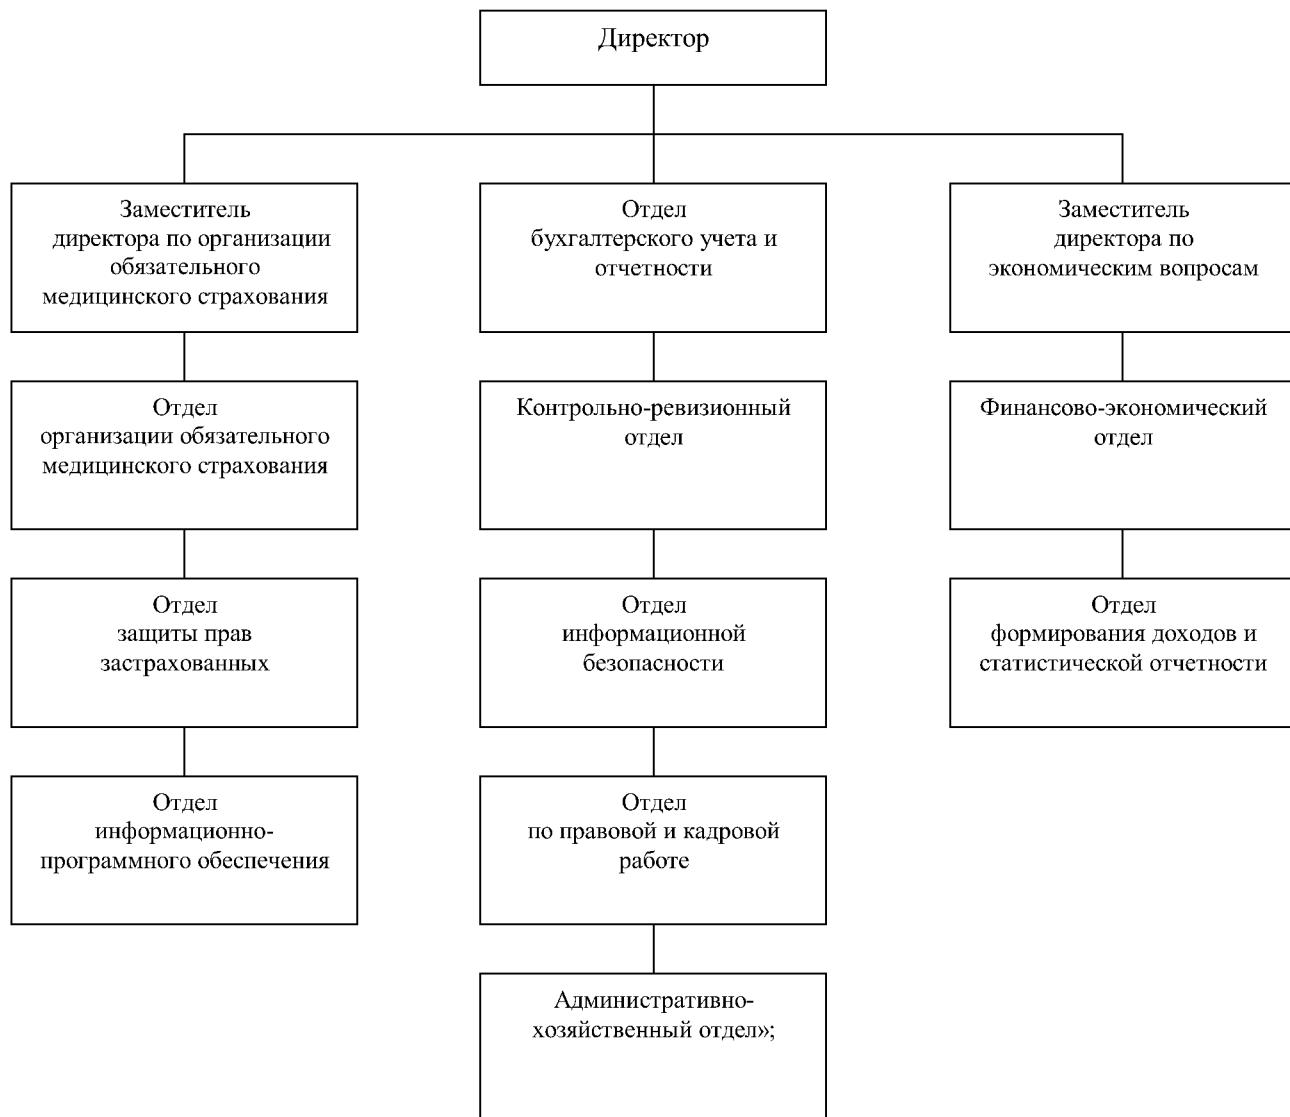 Директор
Заместитель
директора по организации
обязательного
медицинского страхования
Отдел
бухгалтерского учета и
отчетности
Заместитель
директора по
экономическим вопросам
Отдел
организации обязательного
медицинского страхования
Контрольно-ревизионный
отдел
Финансово-экономический
отдел
Отдел
защиты прав
застрахованных
Отдел
информационной
безопасности
Отдел
формирования доходов и
статистической отчетности
Отдел
информационно-
программного обеспечения
Отдел
по правовой и кадровой
работе
Административно-
хозяйственный отдел»;